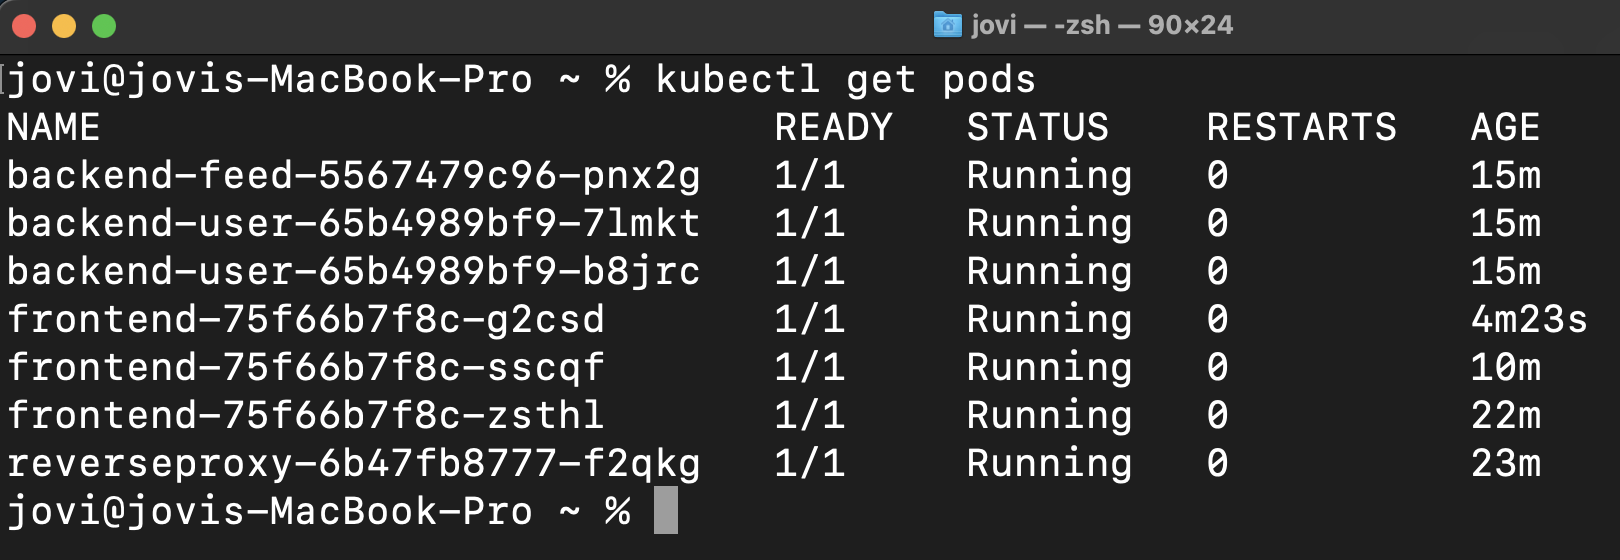 jovi — -zsh — 90×24
jovi@jovis-MacBook-Pro ~ % kubectl get pods
NAME READY STATUS RESTARTS AGE
backend-feed-5567479c96-pnx2g 1/1 Running 0 15m
backend-user-65b4989bf9-7lmkt 1/1 Running 0 15m
backend-user-65b4989bf9-b8jrc 1/1 Running 0 15m
frontend-75f66b7f8c-g2csd 1/1 Running 0 4m23s
frontend-75f66b7f8c-sscqf 1/1 Running 0 10m
frontend-75f66b7f8c-zsthl 1/1 Running 0 22m
reverseproxy-6b47fb8777-f2qkg 1/1 Running 0 23m
jovi@jovis-MacBook-Pro ~ %